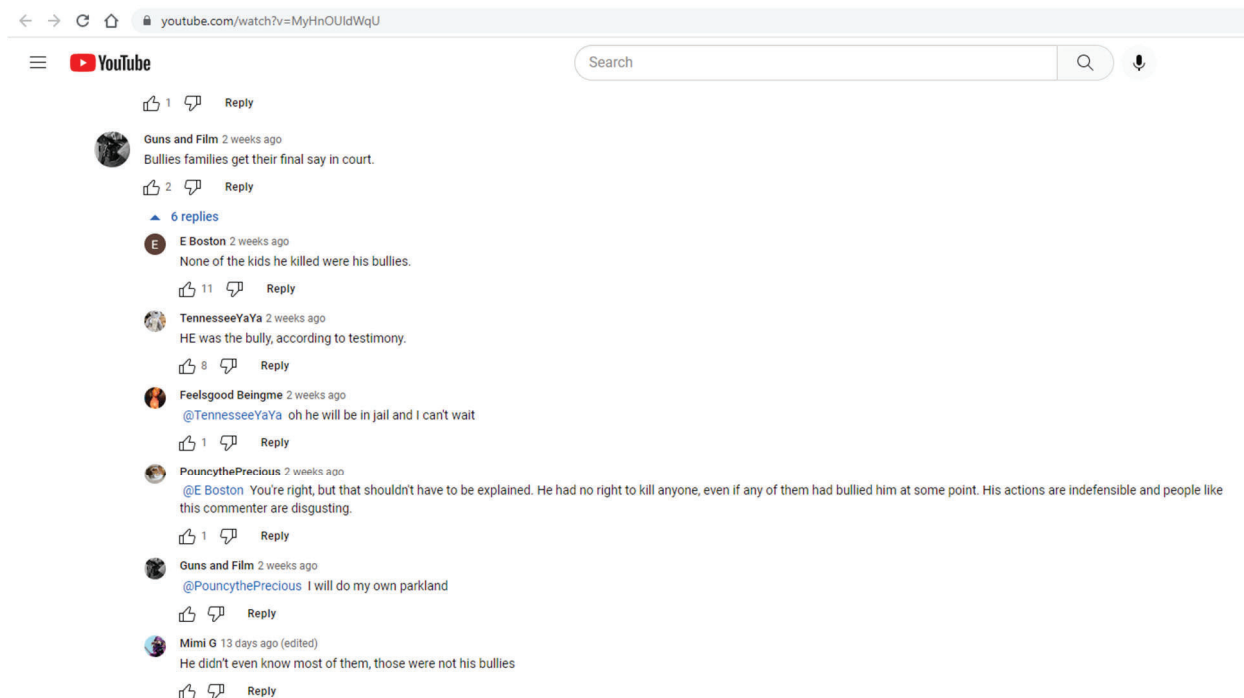 youtube.com/watch?v=MyHnOUldWqU
YouTube
Search
1 Reply
Guns and Film 2 weeks ago
Bullies families get their final say in court.
2 Reply
6 replies
E
E Boston 2 weeks ago
None of the kids he killed were his bullies.
11 Reply
TennesseeYaYa 2 weeks ago
HE was the bully, according to testimony.
8 Reply
Feelsgood Beingme 2 weeks ago
@TennesseeYaYa oh he will be in jail and I can't wait
1 Reply
PouncythePrecious 2 weeks ago
@E Boston You're right, but that shouldn't have to be explained. He had no right to kill anyone, even if any of them had bullied him at some point. His actions are indefensible and people like
this commenter are disgusting.
1 Reply
Guns and Film 2 weeks ago
@PouncythePrecious I will do my own parkland
Reply
Mimi G 13 days ago (edited)
He didn't even know most of them, those were not his bullies
Reply